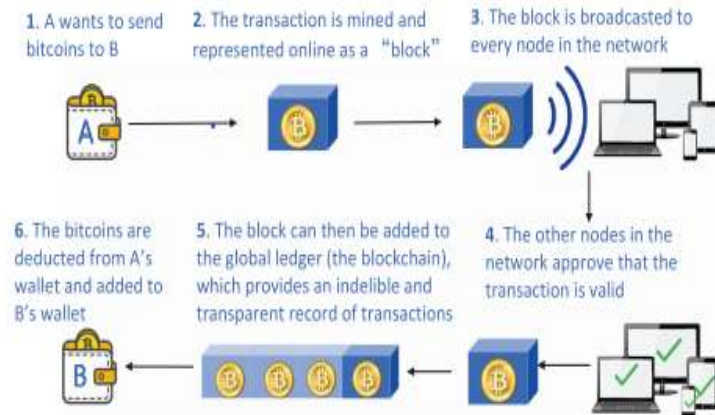 1. A wants to send
bitcoins to B
2. The transaction is mined and
represented online as a “block”
3. The block is broadcasted to
every node in the network
A
6. The bitcoins are
deducted from A's
wallet and added to
B's wallet
5. The block can then be added to
the global ledger (the blockchain),
which provides an indelible and
transparent record of transactions
4. The other nodes in the
network approve that the
transaction is valid
B